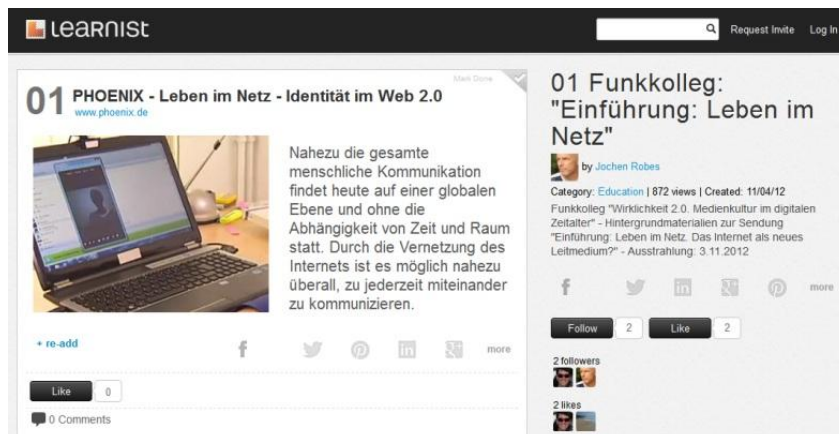 LEARNIST
Request Invite Log In
Mark Done
01 PHOENIX - Leben im Netz - Identität im Web 2.0
www.phoenix.de
Nahezu die gesamte
menschliche Kommunikation
findet heute auf einer globalen
Ebene und ohne die
Abhängigkeit von Zeit und Raum
statt. Durch die Vernetzung des
Internets ist es möglich nahezu
überall, zu jederzeit miteinander
zu kommunizieren.
+ re-add
more
Like 0
0 Comments
01 Funkkolleg:
"Einführung: Leben im
Netz"
by Jochen Robes
Category: Education | 872 views | Created: 11/04/12
Funkkolleg "Wirklichkeit 2.0. Medienkultur im digitalen
Zeitalter" - Hintergrundmaterialien zur Sendung
"Einführung: Leben im Netz. Das Internet als neues
Leitmedium?" - Ausstrahlung: 3.11.2012
more
Follow 2 Like 2
2 followers
2 likes